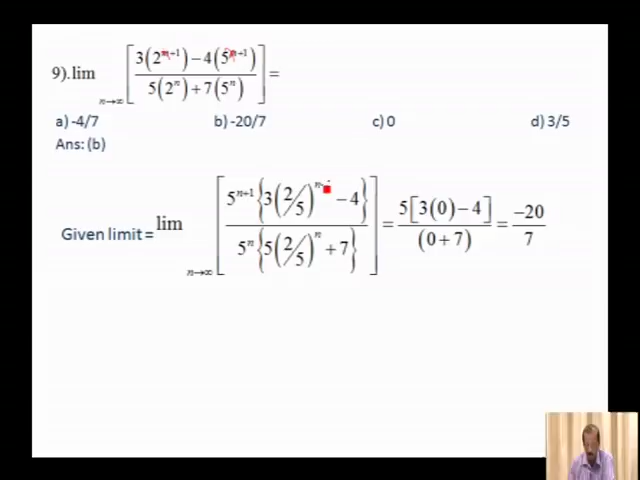 9). lim_{n→∞} [ (3(2^{n+1}) − 4(5^{n+1})) / (5(2^n) + 7(5^n)) ] =
a) -4/7 b) -20/7 c) 0 d) 3/5
Ans: (b)
Given limit = lim_{n→∞} [ (5^{n+1}{3(2/5)^{n+1} − 4}) / (5^n{5(2/5)^n + 7}) ] = 5[3(0) − 4] / (0 + 7) = −20 / 7